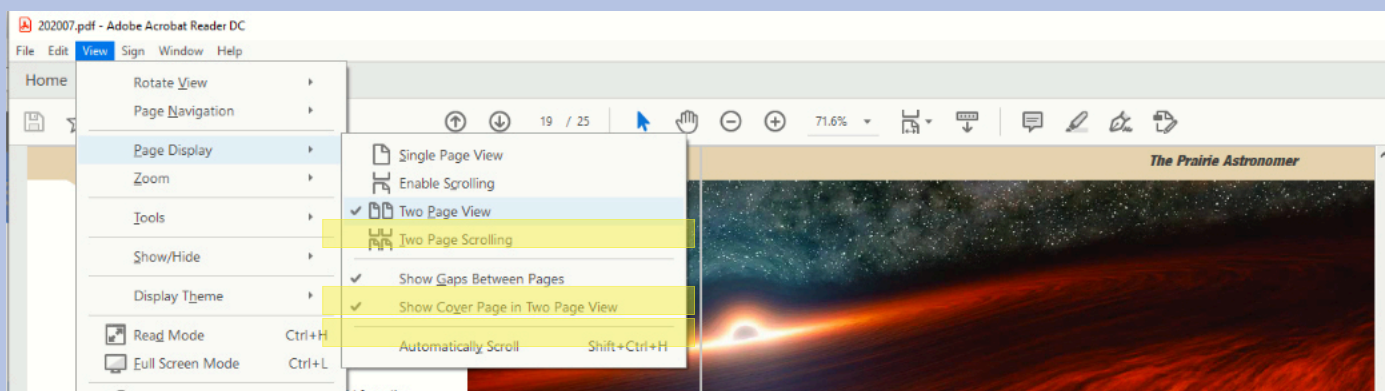 202007.pdf - Adobe Acrobat Reader DC
File Edit View Sign Window Help
Home
19 / 25 71.6%
The Prairie Astronomer
Rotate View
Page Navigation
Page Display
Zoom
Tools
Show/Hide
Display Theme
Read Mode Ctrl+H
Full Screen Mode Ctrl+L
Single Page View
Enable Scrolling
Two Page View
Two Page Scrolling
Show Gaps Between Pages
Show Cover Page in Two Page View
Automatically Scroll Shift+Ctrl+H